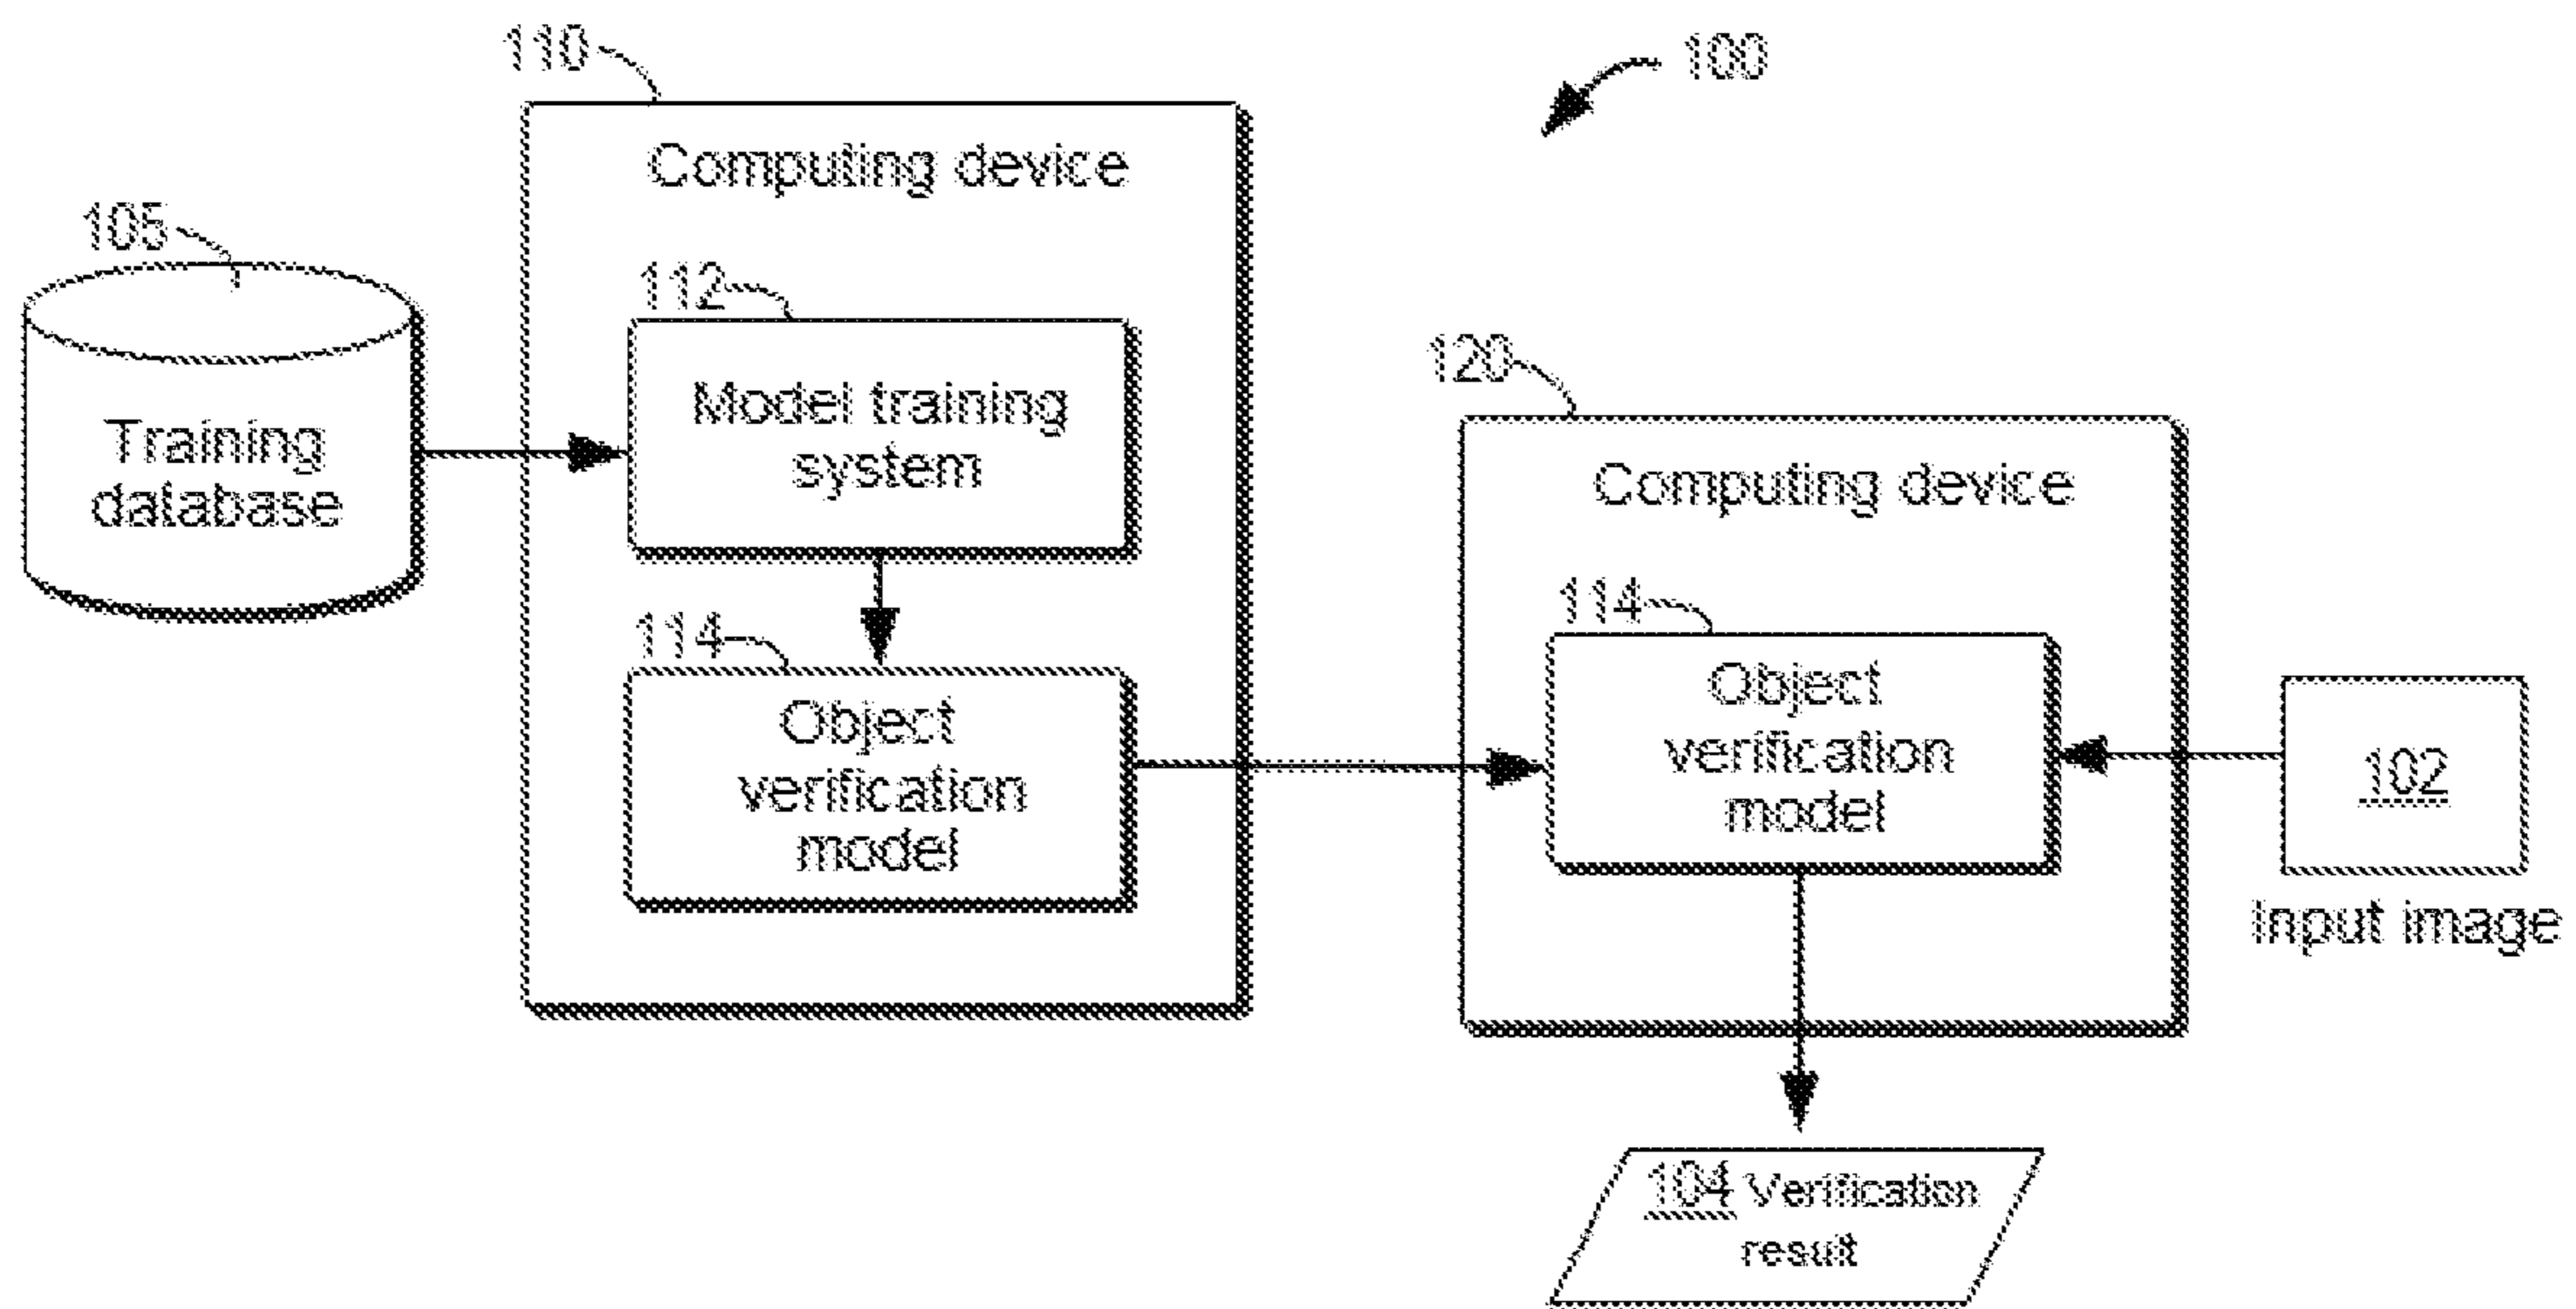 110
100
Computing device
105
112
Training
database
Model training
system
120
Computing device
114
Object
verification
model
114
Object
verification
model
102
Input image
104 Verification
result